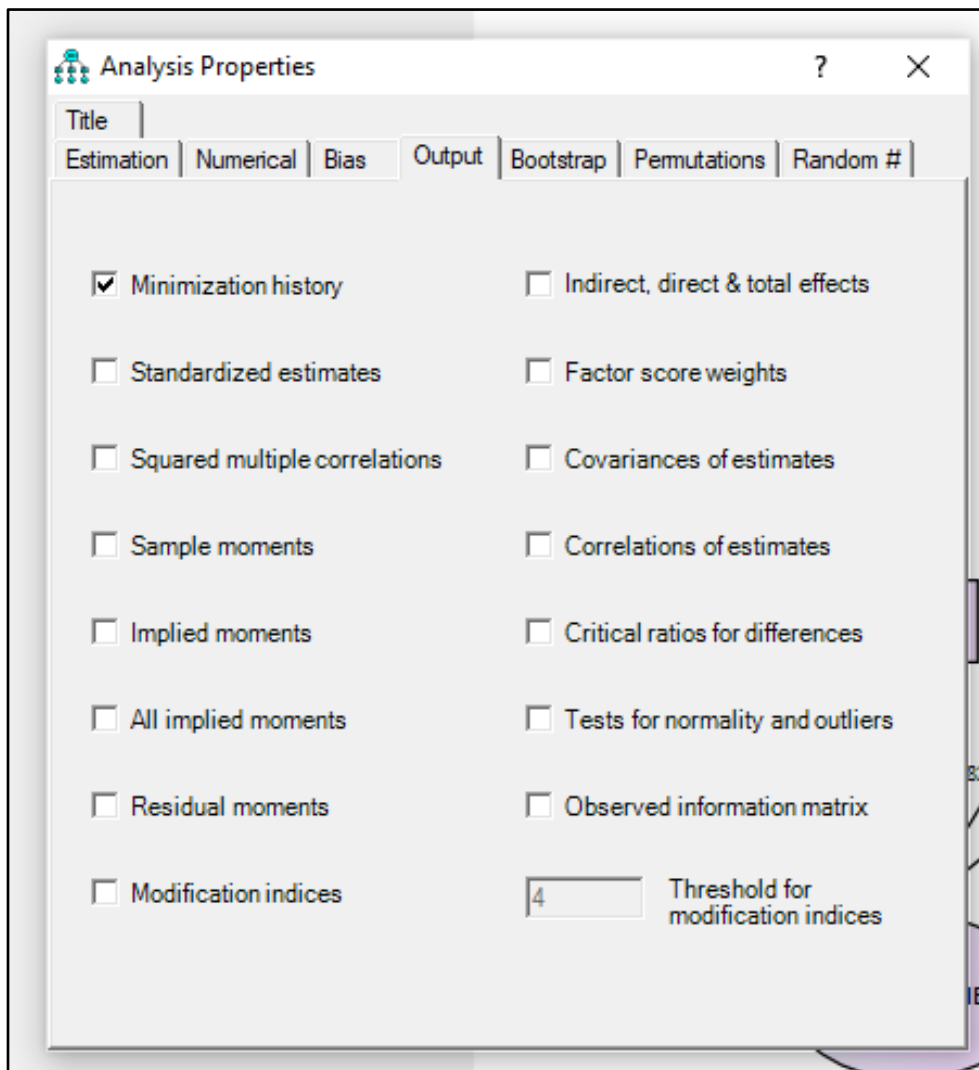 Analysis Properties
?
Title
Estimation Numerical Bias Output Bootstrap Permutations Random #
Minimization history
Indirect, direct & total effects
Standardized estimates
Factor score weights
Squared multiple correlations
Covariances of estimates
Sample moments
Correlations of estimates
Implied moments
Critical ratios for differences
All implied moments
Tests for normality and outliers
Residual moments
Observed information matrix
Modification indices
4
Threshold for
modification indices